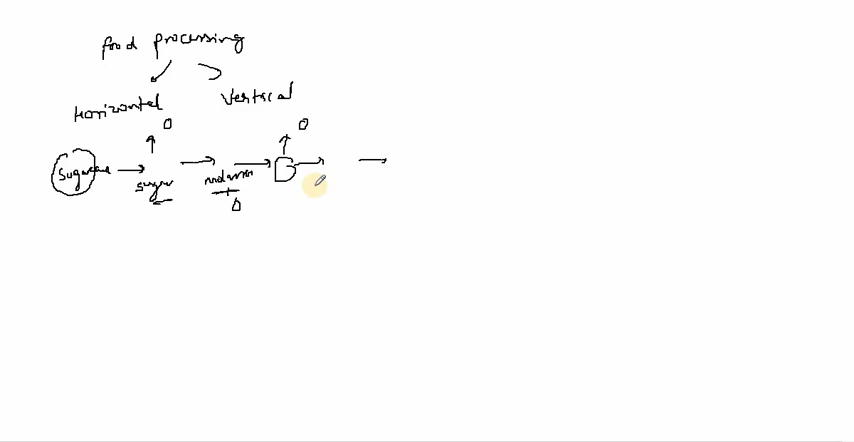 food processing
Horizontal Vertical
Sugarcane → sugar → molasses → B → →